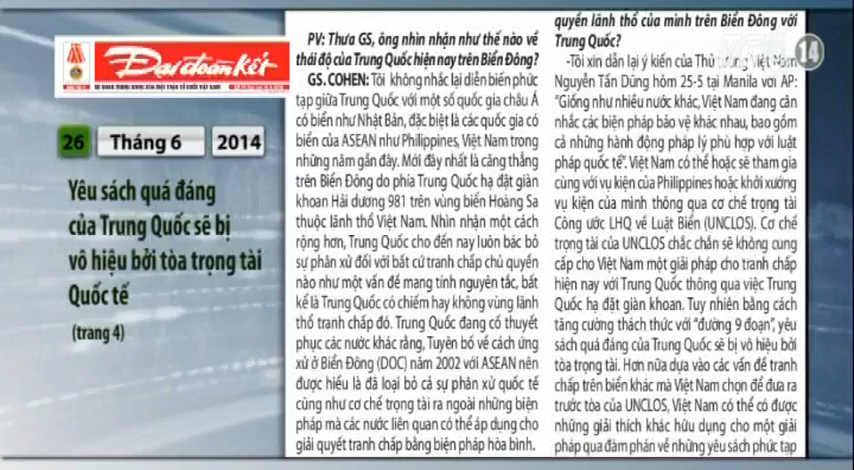 Đại đoàn kết
26
Tháng 6
2014
Yêu sách quá đáng
của Trung Quốc sẽ bị
vô hiệu bởi tòa trọng tài
Quốc tế
(trang 4)
PV: Thưa GS, ông nhìn nhận như thế nào về
thái độ của Trung Quốc hiện nay trên Biển Đông?
GS. COHEN: Tôi không nhắc lại diễn biến phức
tạp giữa Trung Quốc với một số quốc gia châu Á
có biển như Nhật Bản, đặc biệt là các quốc gia có
biển của ASEAN như Philippines, Việt Nam trong
những năm gần đây. Mới đây nhất là căng thẳng
trên Biển Đông do phía Trung Quốc hạ đặt giàn
khoan Hải dương 981 trên vùng biển Hoàng Sa
thuộc lãnh thổ Việt Nam. Nhìn nhận một cách
rộng hơn, Trung Quốc cho đến nay luôn bác bỏ
sự phân xử đối với bất cứ tranh chấp chủ quyền
nào như một vấn đề mang tính nguyên tắc, bất
kể là Trung Quốc có chiếm hay không vùng lãnh
thổ tranh chấp đó. Trung Quốc đang cố thuyết
phục các nước khác rằng, Tuyên bố về cách ứng
xử ở Biển Đông (DOC) năm 2002 với ASEAN nên
được hiểu là đã loại bỏ cả sự phân xử quốc tế
cũng như cơ chế trọng tài ra ngoài những biện
pháp mà các nước liên quan có thể áp dụng cho
giải quyết tranh chấp bằng biện pháp hòa bình.
quyền lãnh thổ của mình trên Biển Đông với
Trung Quốc?
-Tôi xin dẫn lại ý kiến của Thủ tướng Việt Nam
Nguyễn Tấn Dũng hôm 25-5 tại Manila với AP:
"Giống như nhiều nước khác, Việt Nam đang cân
nhắc các biện pháp bảo vệ khác nhau, bao gồm
cả những hành động pháp lý phù hợp với luật
pháp quốc tế". Việt Nam có thể hoặc sẽ tham gia
cùng với vụ kiện của Philippines hoặc khởi xướng
vụ kiện của mình thông qua cơ chế trọng tài
Công ước LHQ về Luật Biển (UNCLOS). Cơ chế
trọng tài của UNCLOS chắc chắn sẽ không cung
cấp cho Việt Nam một giải pháp cho tranh chấp
hiện nay với Trung Quốc thông qua việc Trung
Quốc hạ đặt giàn khoan. Tuy nhiên bằng cách
tăng cường thách thức với "đường 9 đoạn", yêu
sách quá đáng của Trung Quốc sẽ bị vô hiệu bởi
tòa trọng tài. Hơn nữa dựa vào các vấn đề tranh
chấp trên biển khác mà Việt Nam chọn để đưa ra
trước tòa của UNCLOS, Việt Nam có thể có được
những giải thích khác hữu dụng cho một giải
pháp qua đàm phán về những yêu sách phức tạp
14